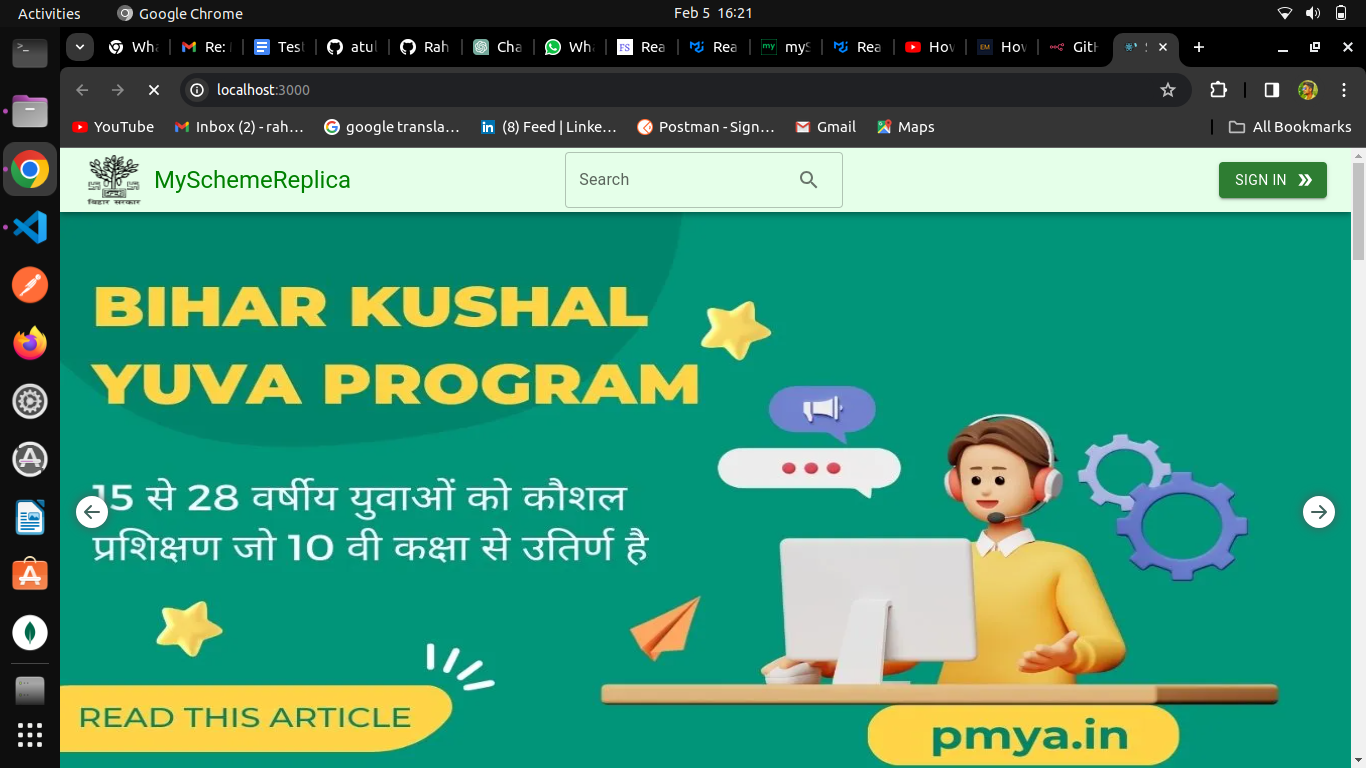 Activities
Google Chrome
Feb 5 16:21
Wha
Re: 
Test
atul
Rah
Cha
Wha
Rea
Rea
myS
Rea
How
How
GitH
localhost:3000
YouTube
Inbox (2) - rah…
google transla…
(8) Feed | Linke…
Postman - Sign…
Gmail
Maps
All Bookmarks
बिहार सरकार
MySchemeReplica
Search
SIGN IN
BIHAR KUSHAL
YUVA PROGRAM
15 से 28 वर्षीय युवाओं को कौशल
प्रशिक्षण जो 10 वी कक्षा से उतिर्ण है
READ THIS ARTICLE
pmya.in